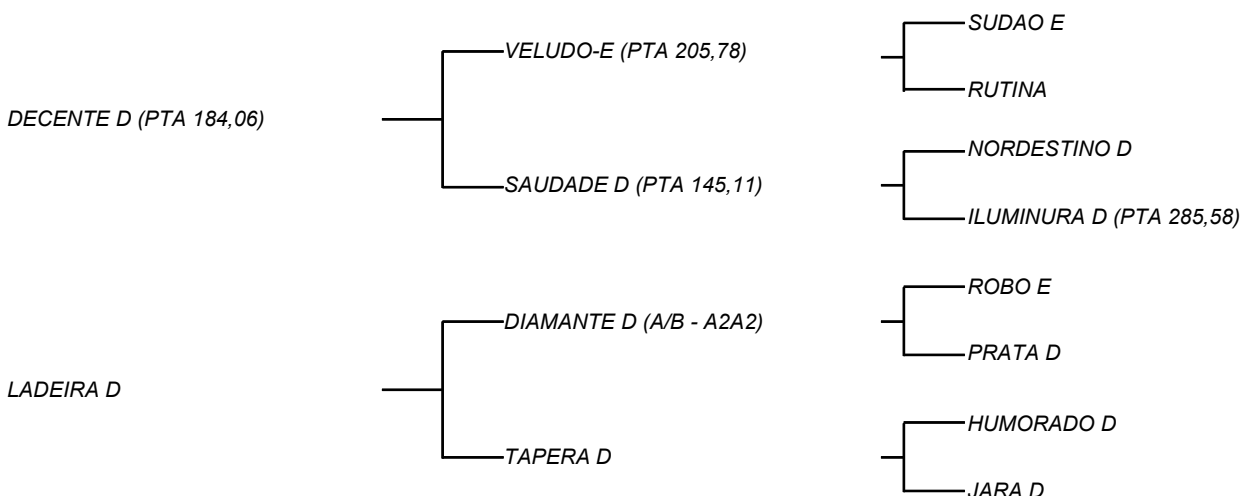 SUDAO E
VELUDO-E (PTA 205,78)
RUTINA
DECENTE D (PTA 184,06)
NORDESTINO D
SAUDADE D (PTA 145,11)
ILUMINURA D (PTA 285,58)
ROBO E
DIAMANTE D (A/B - A2A2)
PRATA D
LADEIRA D
HUMORADO D
TAPERA D
JARA D